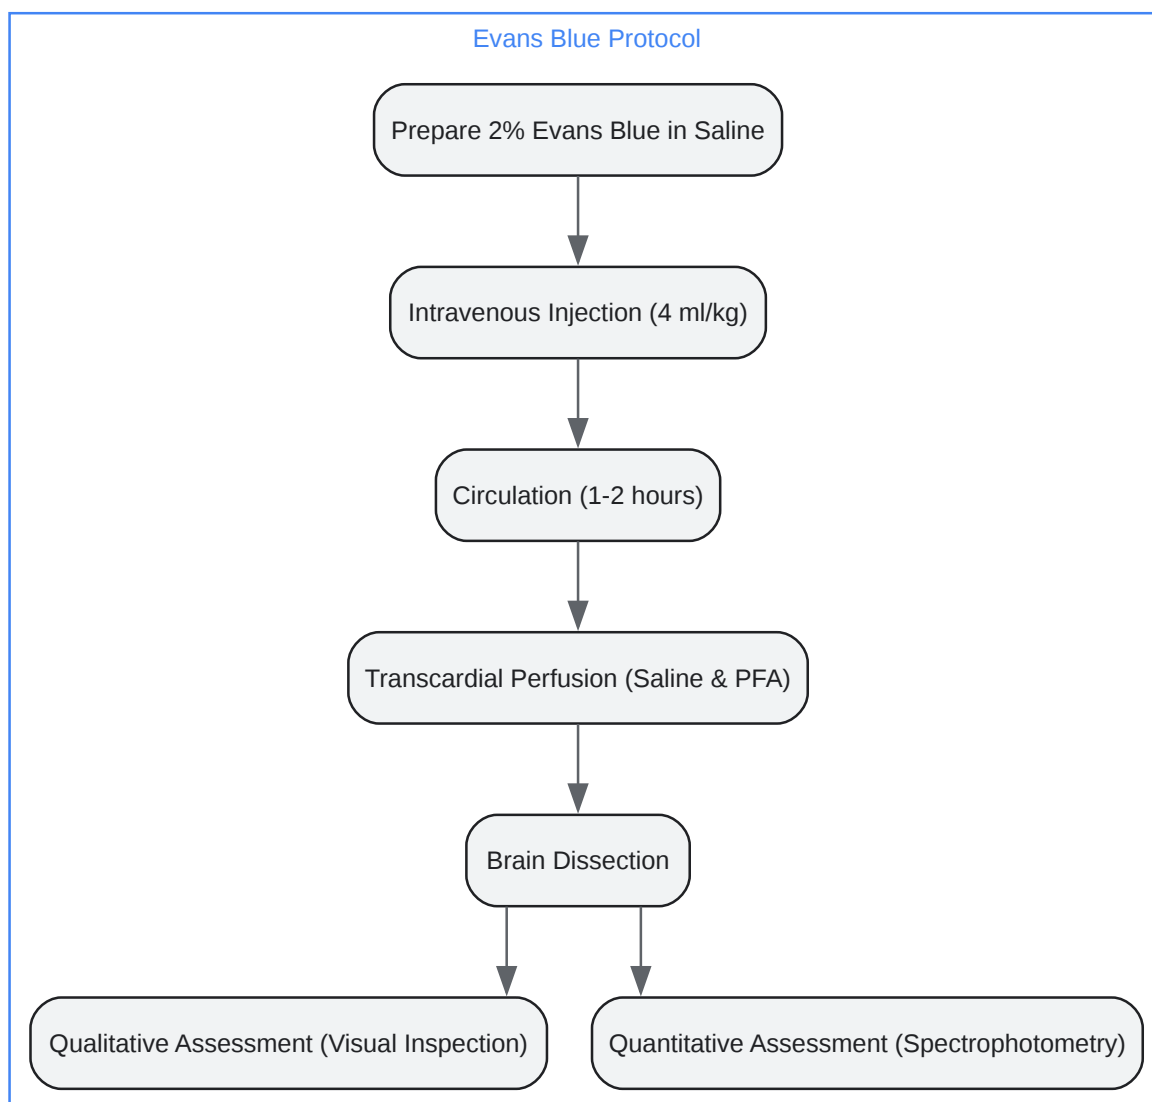 Evans Blue Protocol
Prepare 2% Evans Blue in Saline
Intravenous Injection (4 ml/kg)
Circulation (1-2 hours)
Transcardial Perfusion (Saline & PFA)
Brain Dissection
Qualitative Assessment (Visual Inspection)
Quantitative Assessment (Spectrophotometry)